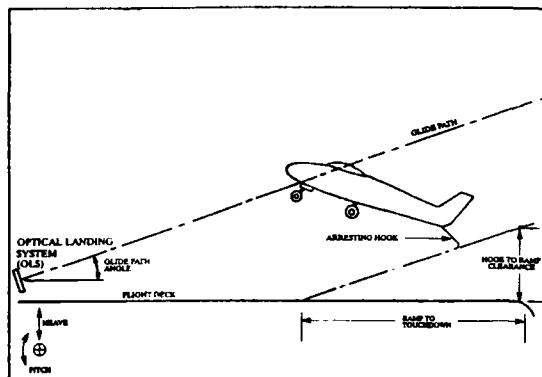 GLIDE PATH
OPTICAL LANDING
SYSTEM
(OLS)
GLIDE PATH
ANGLE
ARRESTING HOOK
HOOK TO RAMP
CLEARANCE
FLIGHT DECK
HEAVE
RAMP TO
TOUCHDOWN
PITCH